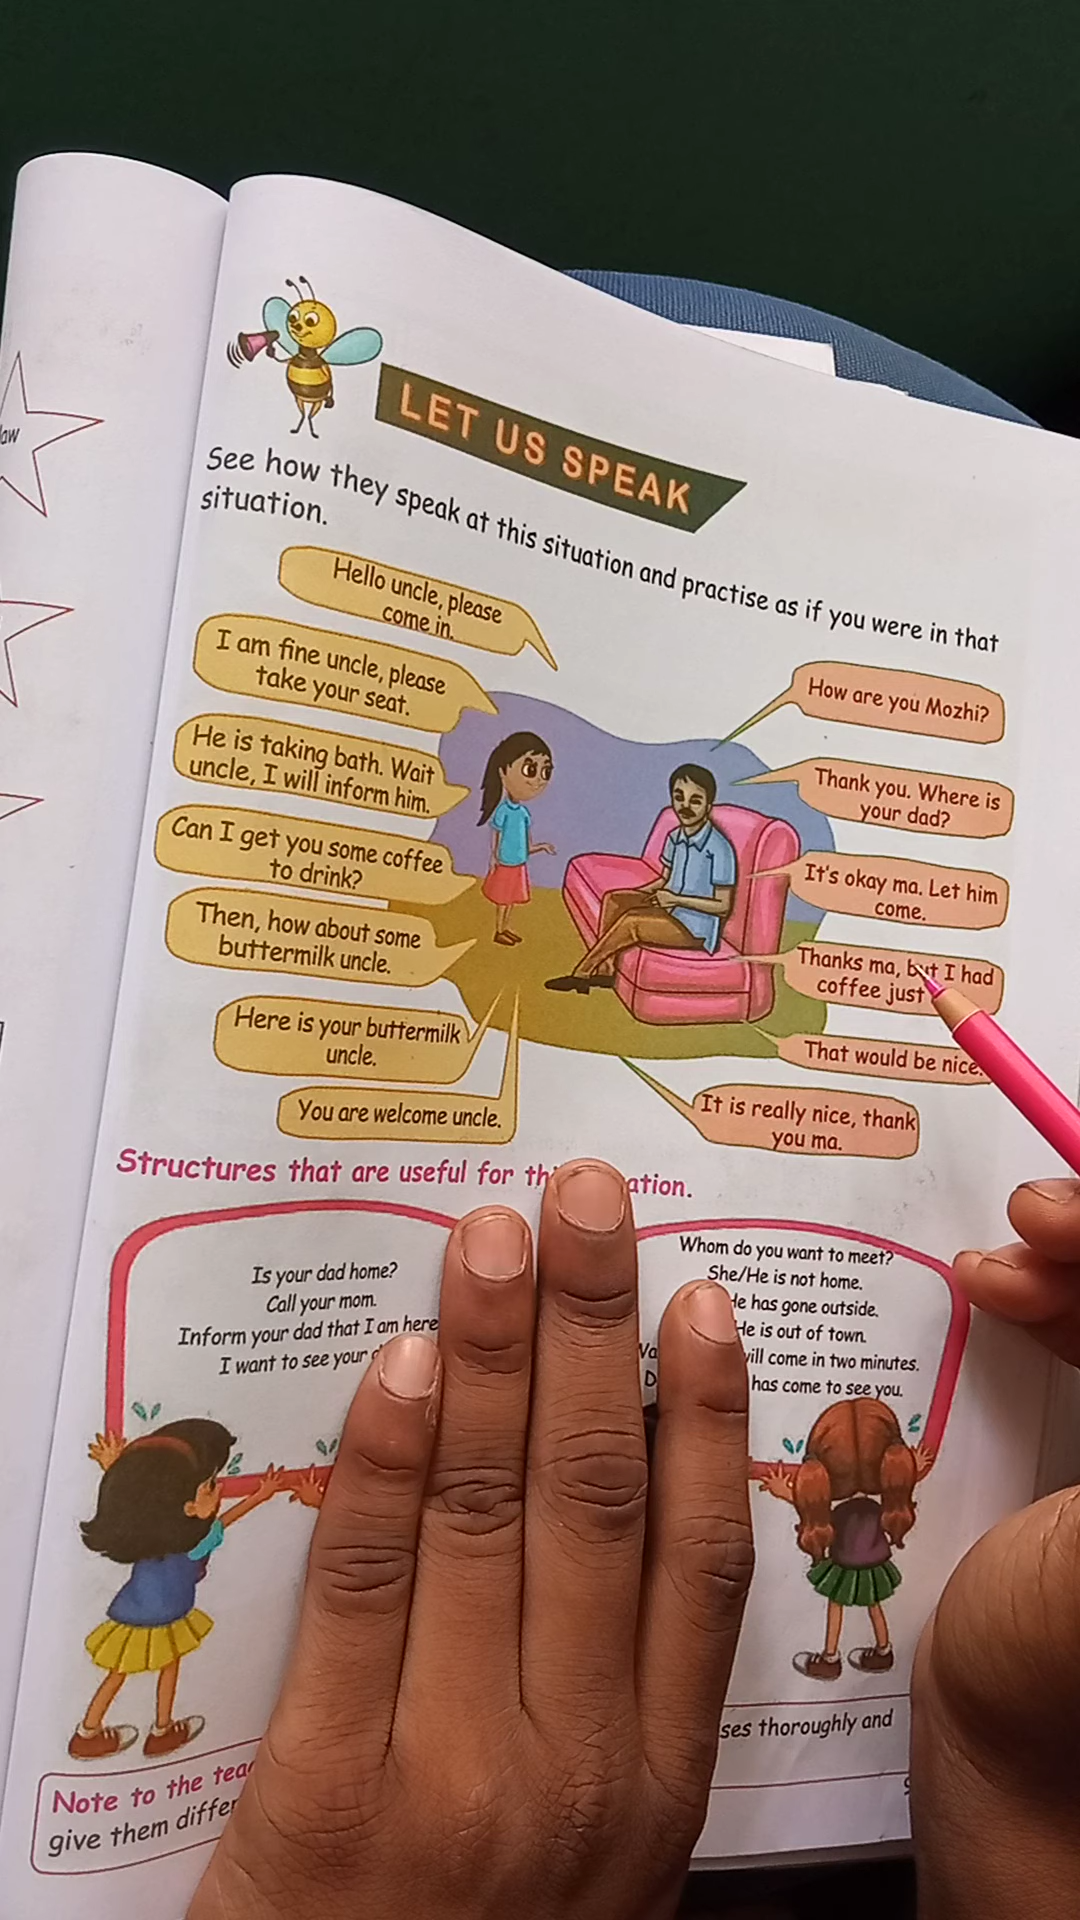 aw
LET US SPEAK
See how they speak at this situation and practise as if you were in that
situation.
Hello uncle, please
come in.
How are you Mozhi?
I am fine uncle, please
take your seat.
Thank you. Where is
your dad?
He is taking bath. Wait
uncle, I will inform him.
It's okay ma. Let him
come.
Can I get you some coffee
to drink?
Thanks ma, but I had
coffee just
Then, how about some
buttermilk uncle.
That would be nice.
Here is your buttermilk
uncle.
It is really nice, thank
you ma.
You are welcome uncle.
Structures that are useful for
Is your dad home?
Call your mom.
Inform your dad that I am here
I want to see your
Whom do you want to meet?
She/He is not home.
He has gone outside.
He is out of town.
will come in two minutes.
has come to see you.
Note to the
give them
thoroughly and